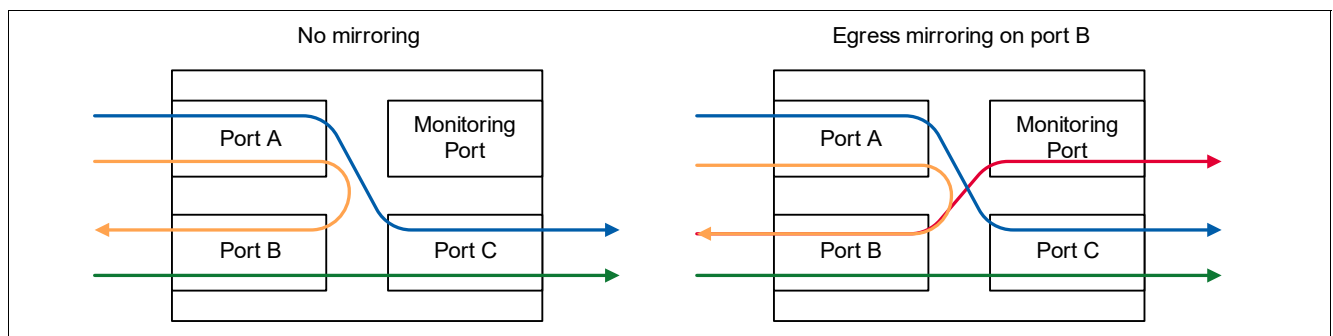 No mirroring
Port A
Monitoring
Port
Port B
Port C
Egress mirroring on port B
Port A
Monitoring
Port
Port B
Port C